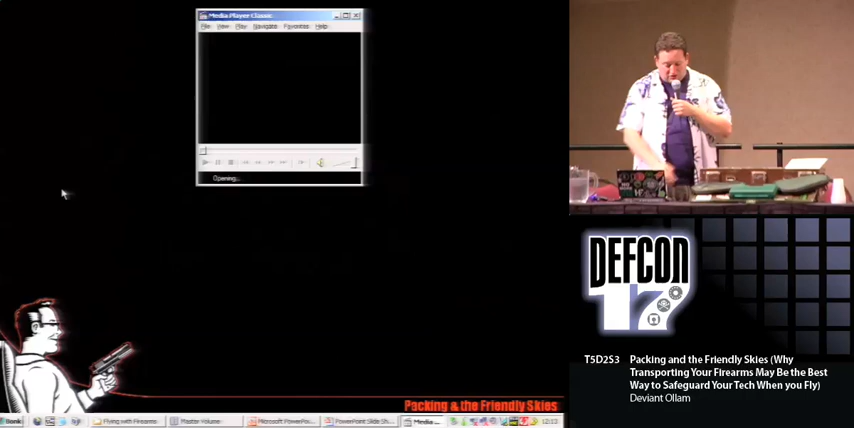 Media Player Classic
File View Play Navigate Favorites Help
Opening...
Packing & the Friendly Skies
Flying with Firearms
Master Volume
Microsoft PowerPoi...
PowerPoint Slide Sh...
Media ...
12:13
DEFCON
17
T5D2S3 Packing and the Friendly Skies (Why
Transporting Your Firearms May Be the Best
Way to Safeguard Your Tech When you Fly)
Deviant Ollam